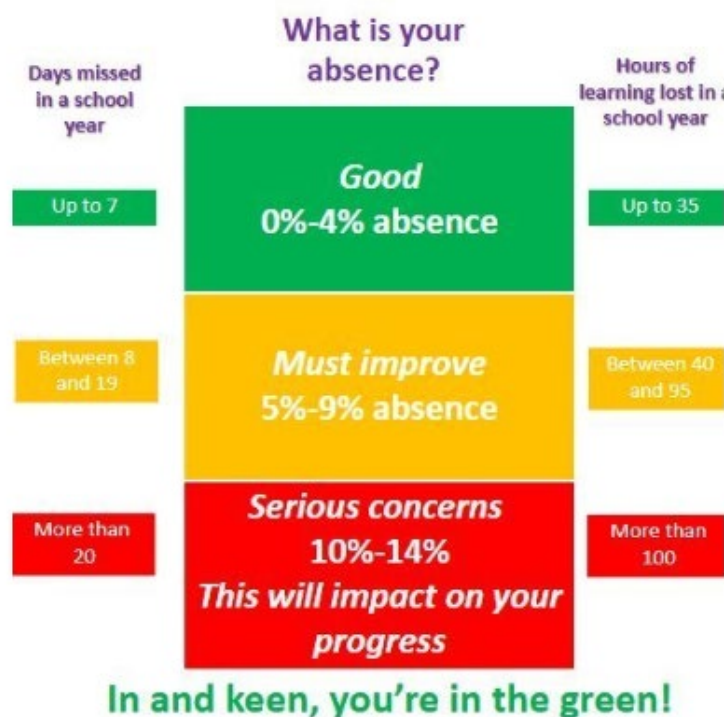 What is your
absence?
Days missed
in a school
year
Hours of
learning lost in a
school year
Up to 7
Good
0%-4% absence
Up to 35
Between 8
and 19
Must improve
5%-9% absence
Between 40
and 95
More than
20
Serious concerns
10%-14%
This will impact on your
progress
More than
100
In and keen, you're in the green!